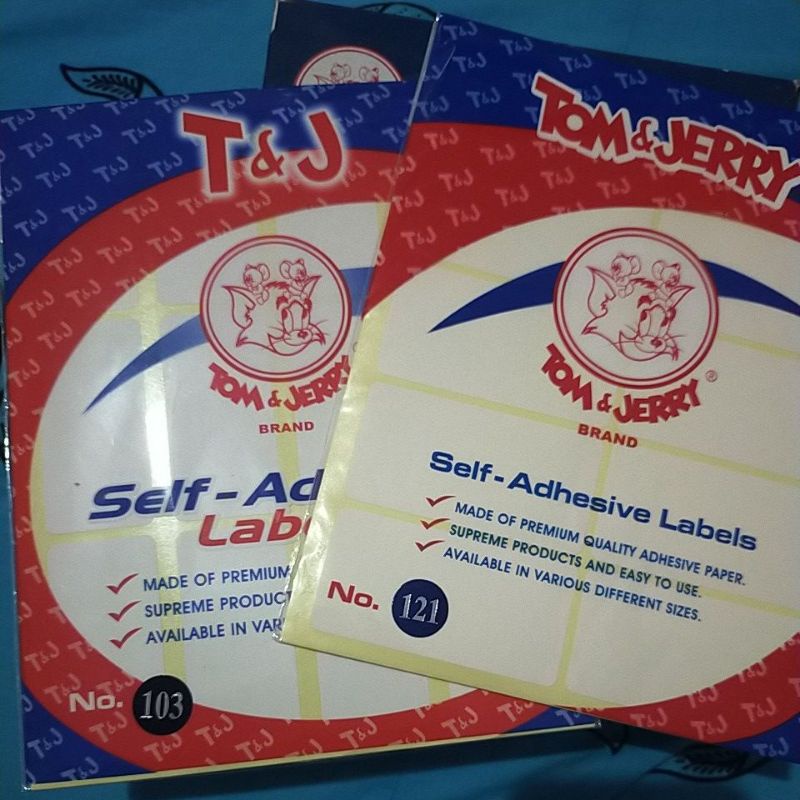 T & J
TOM & JERRY
BRAND
Self-Ad
Labe
MADE OF PREMIUM
SUPREME PRODUCT
AVAILABLE IN VAR
No. 103
TOM & JERRY
TOM & JERRY ®
BRAND
Self-Adhesive Labels
MADE OF PREMIUM QUALITY ADHESIVE PAPER.
SUPREME PRODUCTS AND EASY TO USE.
AVAILABLE IN VARIOUS DIFFERENT SIZES.
No. 121